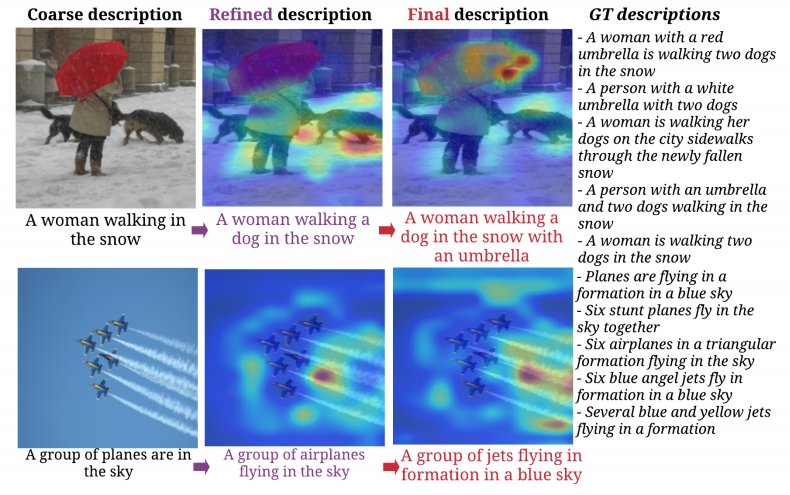 Coarse description
Refined description
Final description
GT descriptions
A woman walking in
the snow
A woman walking a
dog in the snow
A woman walking a
dog in the snow with
an umbrella
- A woman with a red
umbrella is walking two dogs
in the snow
- A person with a white
umbrella with two dogs
- A woman is walking her
dogs on the city sidewalks
through the newly fallen
snow
- A person with an umbrella
and two dogs walking in the
snow
- A woman is walking two
dogs in the snow
A group of planes are in
the sky
A group of airplanes
flying in the sky
A group of jets flying in
formation in a blue sky
- Planes are flying in a
formation in a blue sky
- Six stunt planes fly in the
sky together
- Six airplanes in a triangular
formation flying in the sky
- Six blue angel jets fly in
formation in a blue sky
- Several blue and yellow jets
flying in a formation